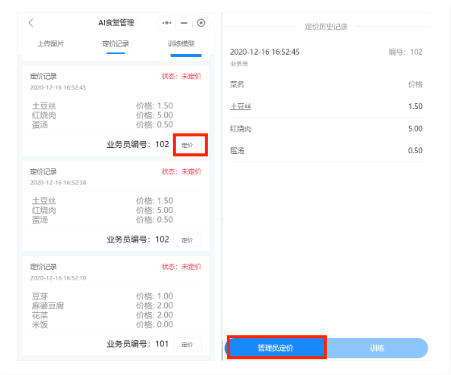 AI食堂管理
上传图片 定价记录 训练模型
定价记录 状态: 未定价
2020-12-16 16:52:45
土豆丝 价格: 1.50
红烧肉 价格: 5.00
蛋汤 价格: 0.50
业务员编号: 102 定价
定价记录 状态: 未定价
2020-12-16 16:52:38
土豆丝 价格: 1.50
红烧肉 价格: 5.00
蛋汤 价格: 0.50
业务员编号: 102 定价
定价记录 状态: 未定价
2020-12-16 16:52:10
豆芽 价格: 1.00
麻婆豆腐 价格: 2.00
花菜 价格: 2.00
米饭 价格: 0.00
业务员编号: 101 定价
定价历史记录
2020-12-16 16:52:45 编号: 102
业务员
菜名 价格
土豆丝 1.50
红烧肉 5.00
蛋汤 0.50
管理员定价 训练